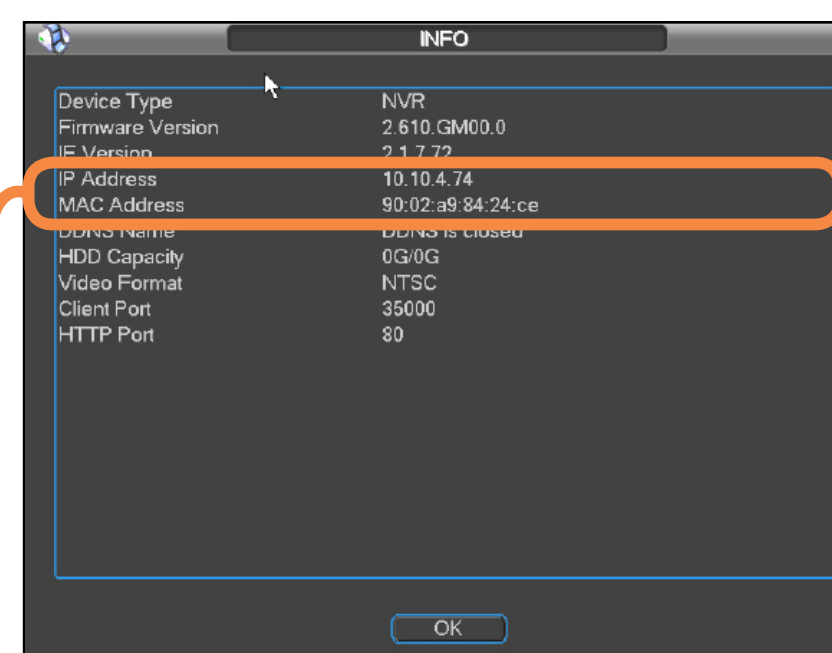 INFO
Device Type NVR
Firmware Version 2.610.GM00.0
IE Version 2.1.7.72
IP Address 10.10.4.74
MAC Address 90:02:a9:84:24:ce
DDNS Name DDNS is closed
HDD Capacity 0G/0G
Video Format NTSC
Client Port 35000
HTTP Port 80
OK